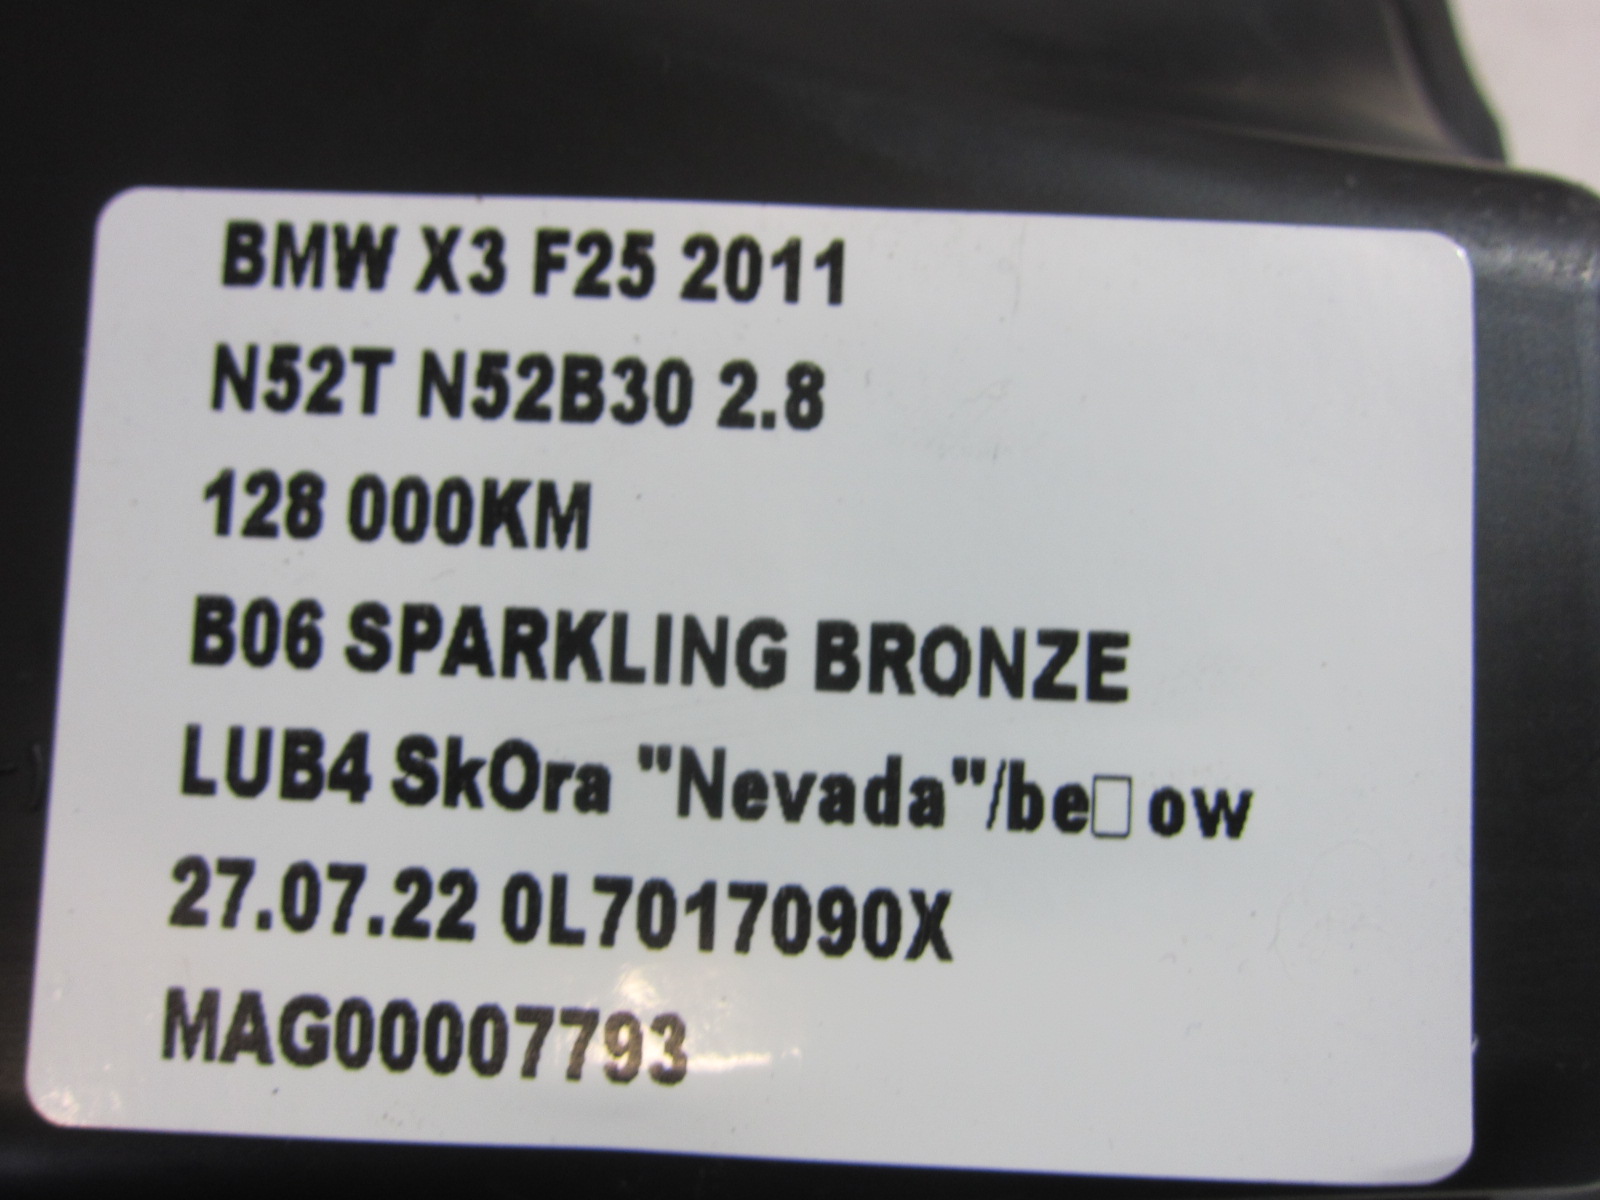 BMW X3 F25 2011
N52T N52B30 2.8
128 000KM
B06 SPARKLING BRONZE
LUB4 SkOra "Nevada"/be□ow
27.07.22 0L7017090X
MAG00007793